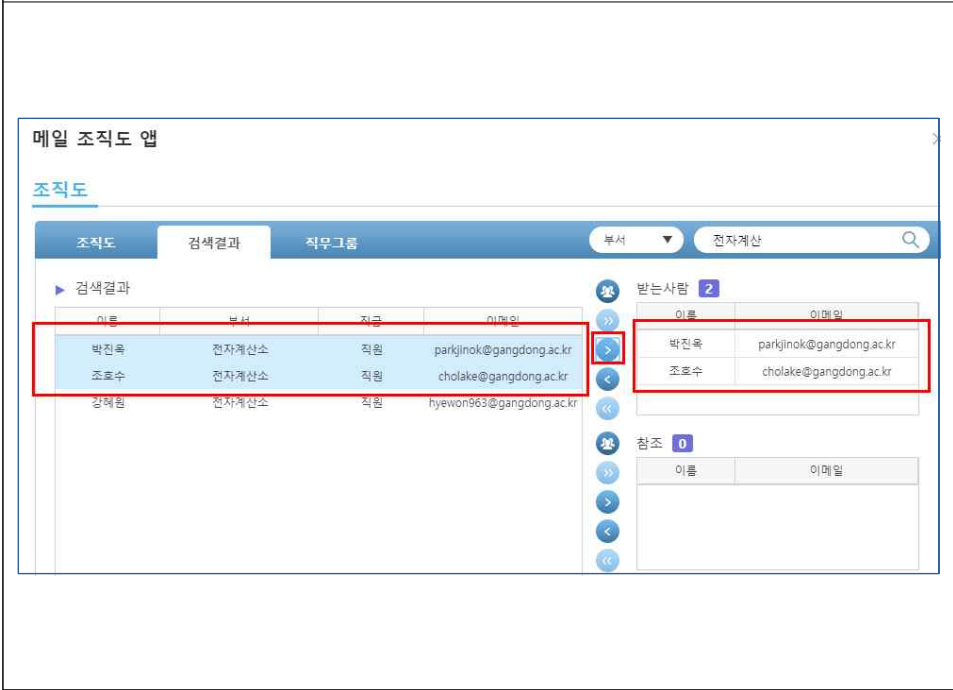 메일 조직도 앱
조직도
조직도 검색결과 직무그룹 부서 전자계산
검색결과
이름 부서 직급 이메일
박진옥 전자계산소 직원 parkjinok@gangdong.ac.kr
조호수 전자계산소 직원 cholake@gangdong.ac.kr
강혜원 전자계산소 직원 hyewon963@gangdong.ac.kr
받는사람 2
이름 이메일
박진옥 parkjinok@gangdong.ac.kr
조호수 cholake@gangdong.ac.kr
참조 0
이름 이메일